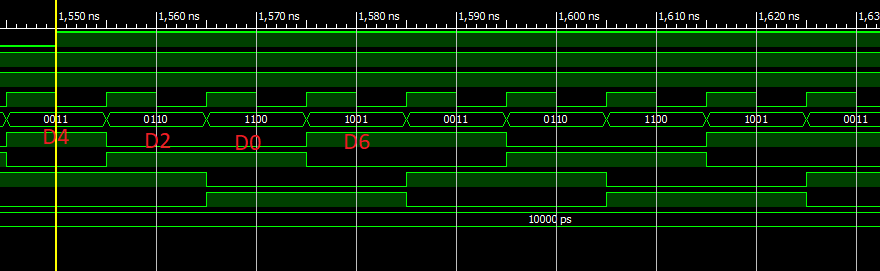 1,550 ns 1,560 ns 1,570 ns 1,580 ns 1,590 ns 1,600 ns 1,610 ns 1,620 ns 1,63
0011 0110 1100 1001 0011 0110 1100 1001 0011
D4 D2 D0 D6
10000 ps